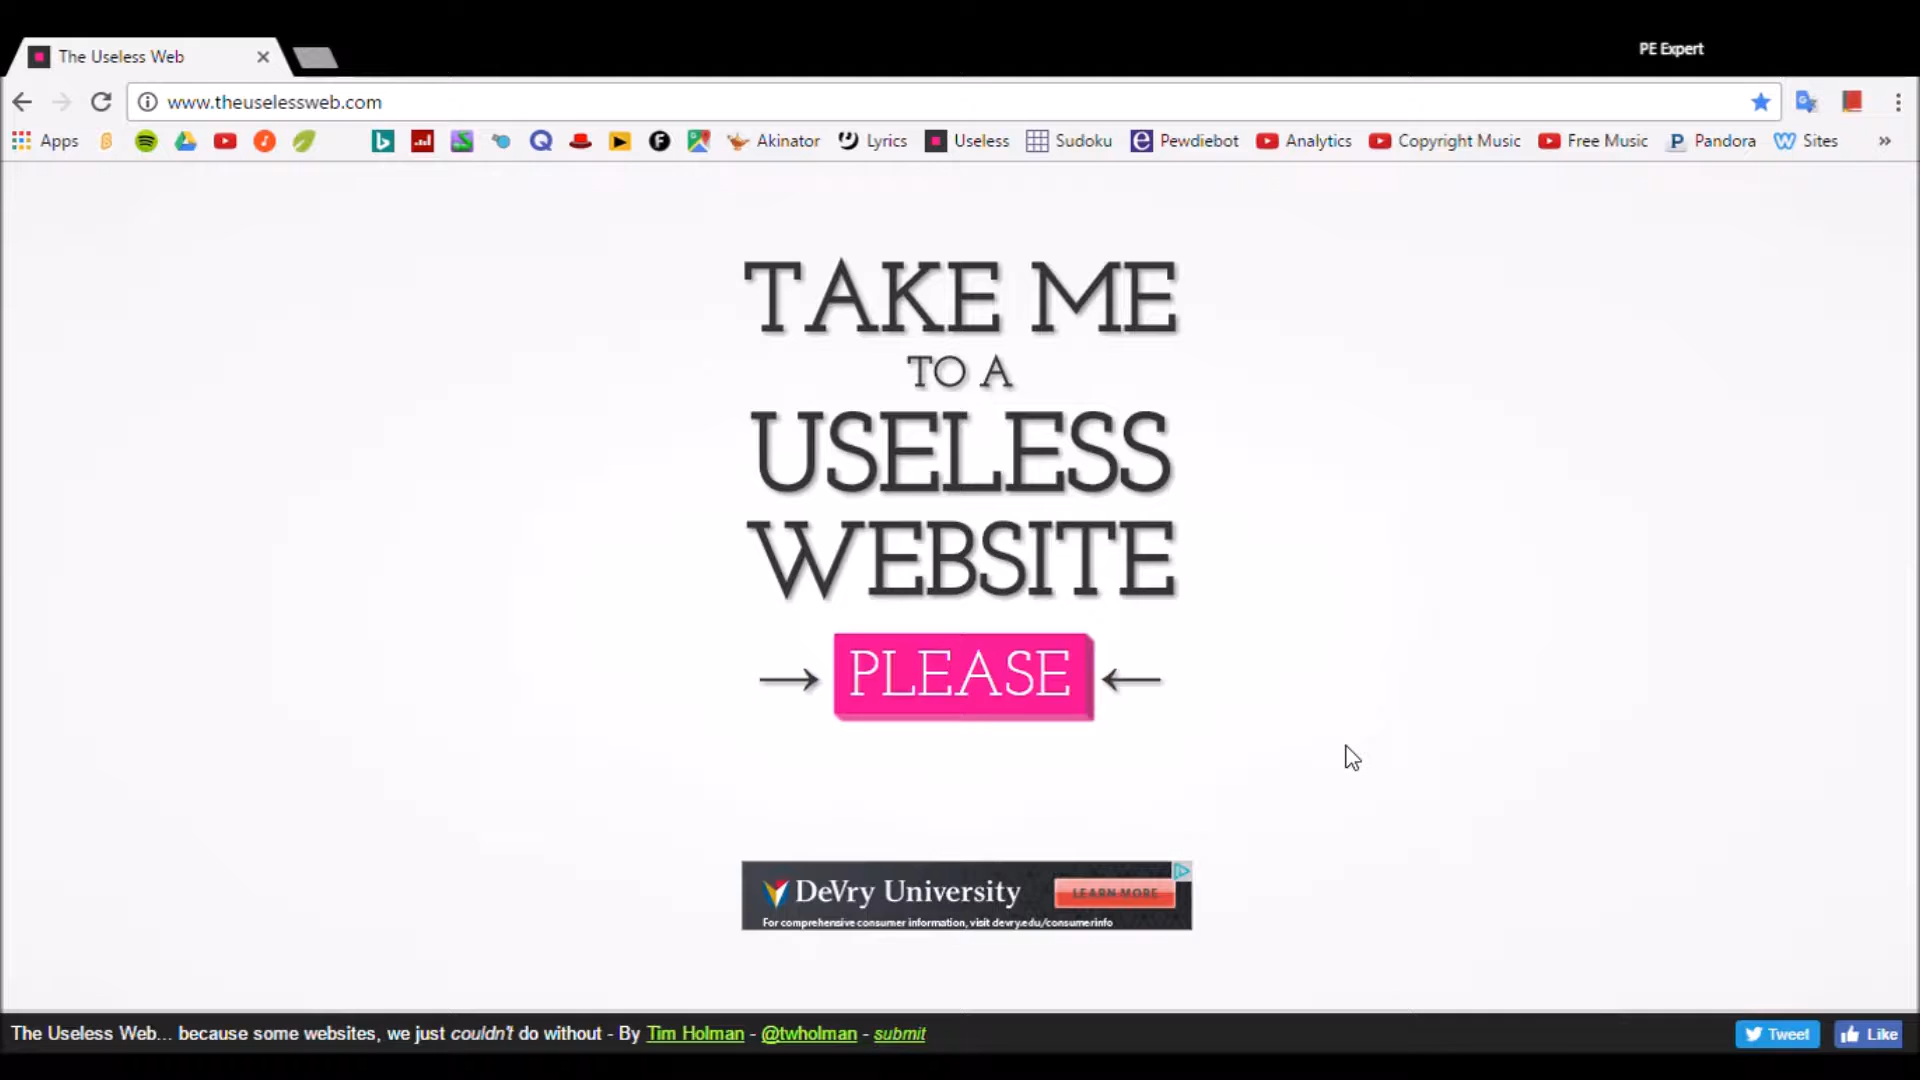 The Useless Web
PE Expert
www.theuselessweb.com
Apps Akinator Lyrics Useless Sudoku Pewdiebot Analytics Copyright Music Free Music Pandora Sites »
TAKE ME
TO A
USELESS
WEBSITE
→ PLEASE ←
DeVry University LEARN MORE
For comprehensive consumer information, visit devry.edu/consumerinfo
The Useless Web... because some websites, we just couldn't do without - By Tim Holman - @twholman - submit Tweet Like